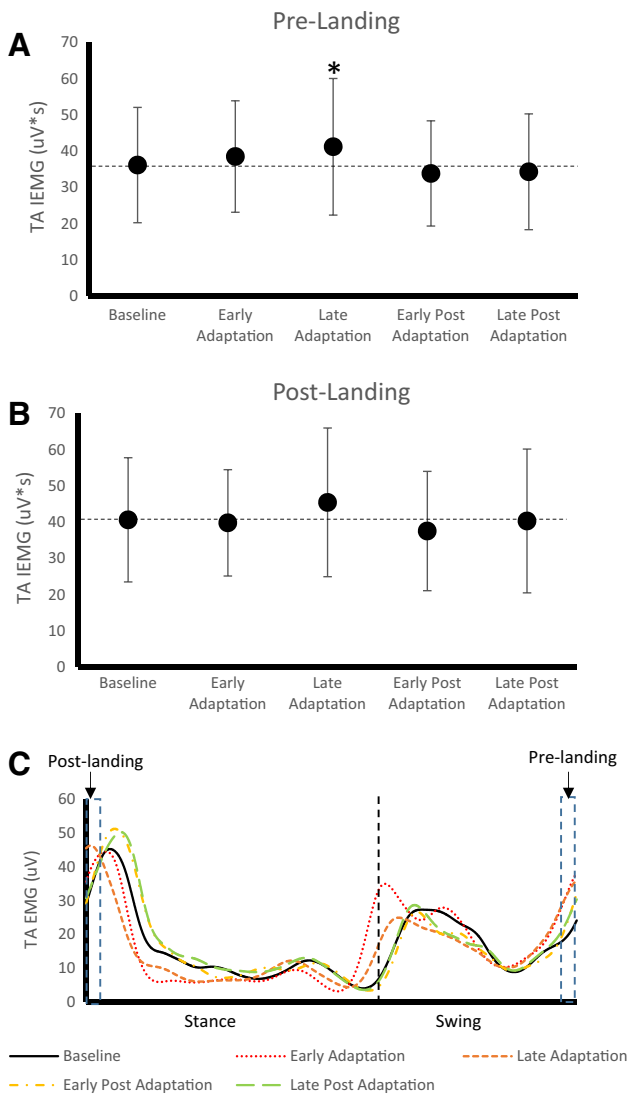 Pre-Landing
A
70
60
50
40
30
20
10
0
TA IEMG (uV*s)
*
Baseline
Early
Adaptation
Late
Adaptation
Early Post
Adaptation
Late Post
Adaptation
Post-Landing
B
70
60
50
40
30
20
10
0
TA IEMG (uV*s)
Baseline
Early
Adaptation
Late
Adaptation
Early Post
Adaptation
Late Post
Adaptation
C
Post-landing
Pre-landing
60
50
40
30
20
10
0
TA EMG (uV)
Stance
Swing
Baseline
Early Adaptation
Late Adaptation
Early Post Adaptation
Late Post Adaptation